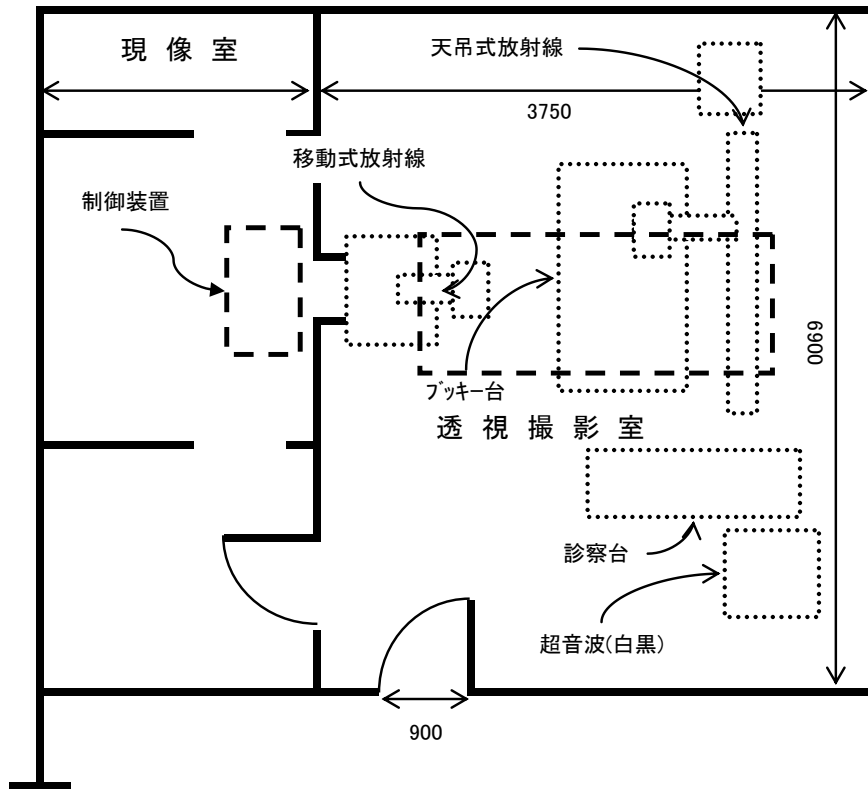 現 像 室
天吊式放射線
3750
移動式放射線
制御装置
6900
ブッキー台
透 視 撮 影 室
診察台
超音波(白黒)
900